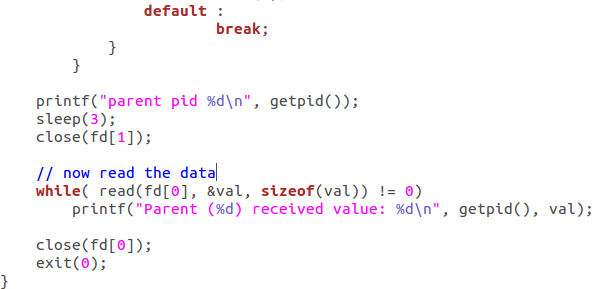 default :
break;
}
}
printf("parent pid %d\n", getpid());
sleep(3);
close(fd[1]);
// now read the data
while( read(fd[0], &val, sizeof(val)) != 0)
printf("Parent (%d) received value: %d\n", getpid(), val);
close(fd[0]);
exit(0);
}